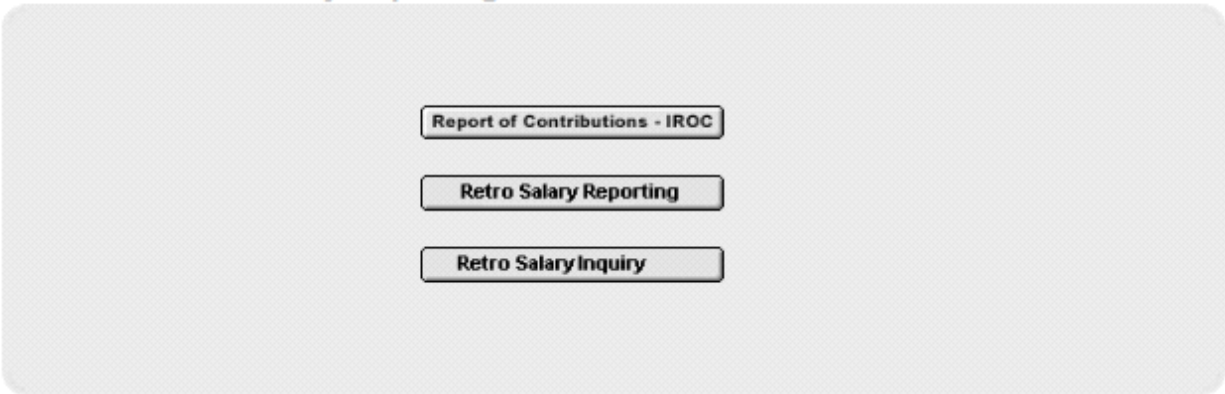 Report of Contributions - IROC
Retro Salary Reporting
Retro Salary Inquiry